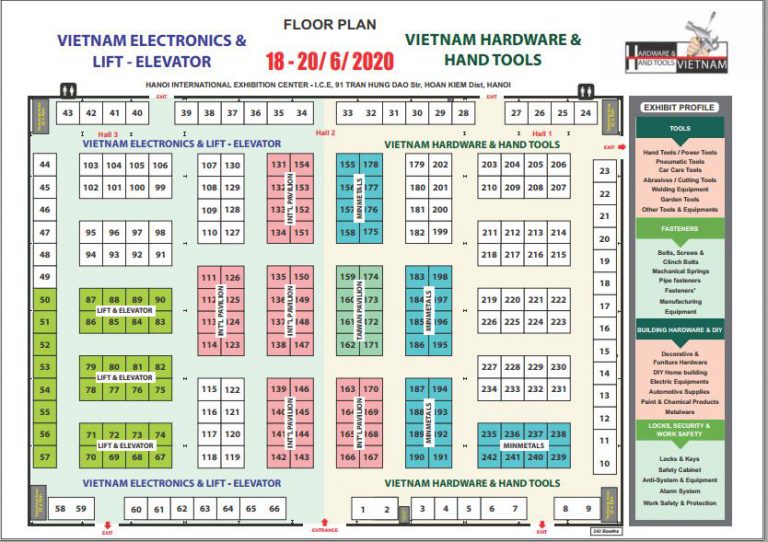 FLOOR PLAN
VIETNAM ELECTRONICS &
LIFT - ELEVATOR
18 - 20/ 6/ 2020
VIETNAM HARDWARE &
HAND TOOLS
HARDWARE &
HAND TOOLS VIETNAM
HANOI INTERNATIONAL EXHIBITION CENTER • I.C.E, 91 TRAN HUNG DAO Str, HOAN KIEM Dist, HANOI
EXIT EXIT
43 42 41 40 39 38 37 36 35 34 33 32 31 30 29 28 27 26 25 24
Hall 3 Hall 2 Hall 1
VIETNAM ELECTRONICS & LIFT - ELEVATOR VIETNAM HARDWARE & HAND TOOLS
EXIT
44 103 104 105 106 107 130 131 154 155 178 179 202 203 204 205 206 23
45 102 101 100 99 108 129 132 153 156 177 180 201 210 209 208 207 22
46 109 128 133 152 157 176 181 200 21
47 95 96 97 98 110 127 134 151 158 175 182 199 211 212 213 214 20
48 94 93 92 91 218 217 216 215 19
INT'L PAVILION
MINMETALS
49 111 126 135 150 159 174 183 198 18
50 87 88 89 90 112 125 136 149 160 173 184 197 219 220 221 222 17
LIFT & ELEVATOR
51 86 85 84 83 113 124 137 148 161 172 185 196 226 225 224 223 16
52 114 123 138 147 162 171 186 195 15
INT'L PAVILION
INT'L PAVILION
TAIWAN PAVILION
MINMETALS
53 79 80 81 82 227 228 229 230 14
LIFT & ELEVATOR
54 78 77 76 75 115 122 139 146 163 170 187 194 234 233 232 231 13
55 116 121 140 145 164 169 188 193 12
56 71 72 73 74 117 120 141 144 165 168 189 192 235 236 237 238 11
LIFT & ELEVATOR
MINMETALS
57 70 69 68 67 118 119 142 143 166 167 190 191 242 241 240 239 10
INT'L PAVILION
INT'L PAVILION
MINMETALS
VIETNAM ELECTRONICS & LIFT - ELEVATOR VIETNAM HARDWARE & HAND TOOLS
58 59 60 61 62 63 64 65 66 1 2 3 4 5 6 7 8 9
EXIT ENTRANCE EXIT
242 Booths
EXHIBIT PROFILE
TOOLS
Hand Tools / Power Tools
Pneumatic Tools
Car Care Tools
Abrasives / Cutting Tools
Welding Equipment
Garden Tools
Other Tools & Equipments
FASTENERS
Bolts, Screws &
Clinch Bolts
Mechanical Springs
Pipe fasteners
Fasteners'
Manufacturing
Equipment
BUILDING HARDWARE & DIY
Decorative &
Funiture Hardware
DIY Home building
Electric Equipments
Automotive Supplies
Paint & Chemical Products
Metalware
LOCKS, SECURITY &
WORK SAFETY
Locks & Keys
Safety Cabinet
Anti-System & Equipment
Alarm System
Work Safety & Protection